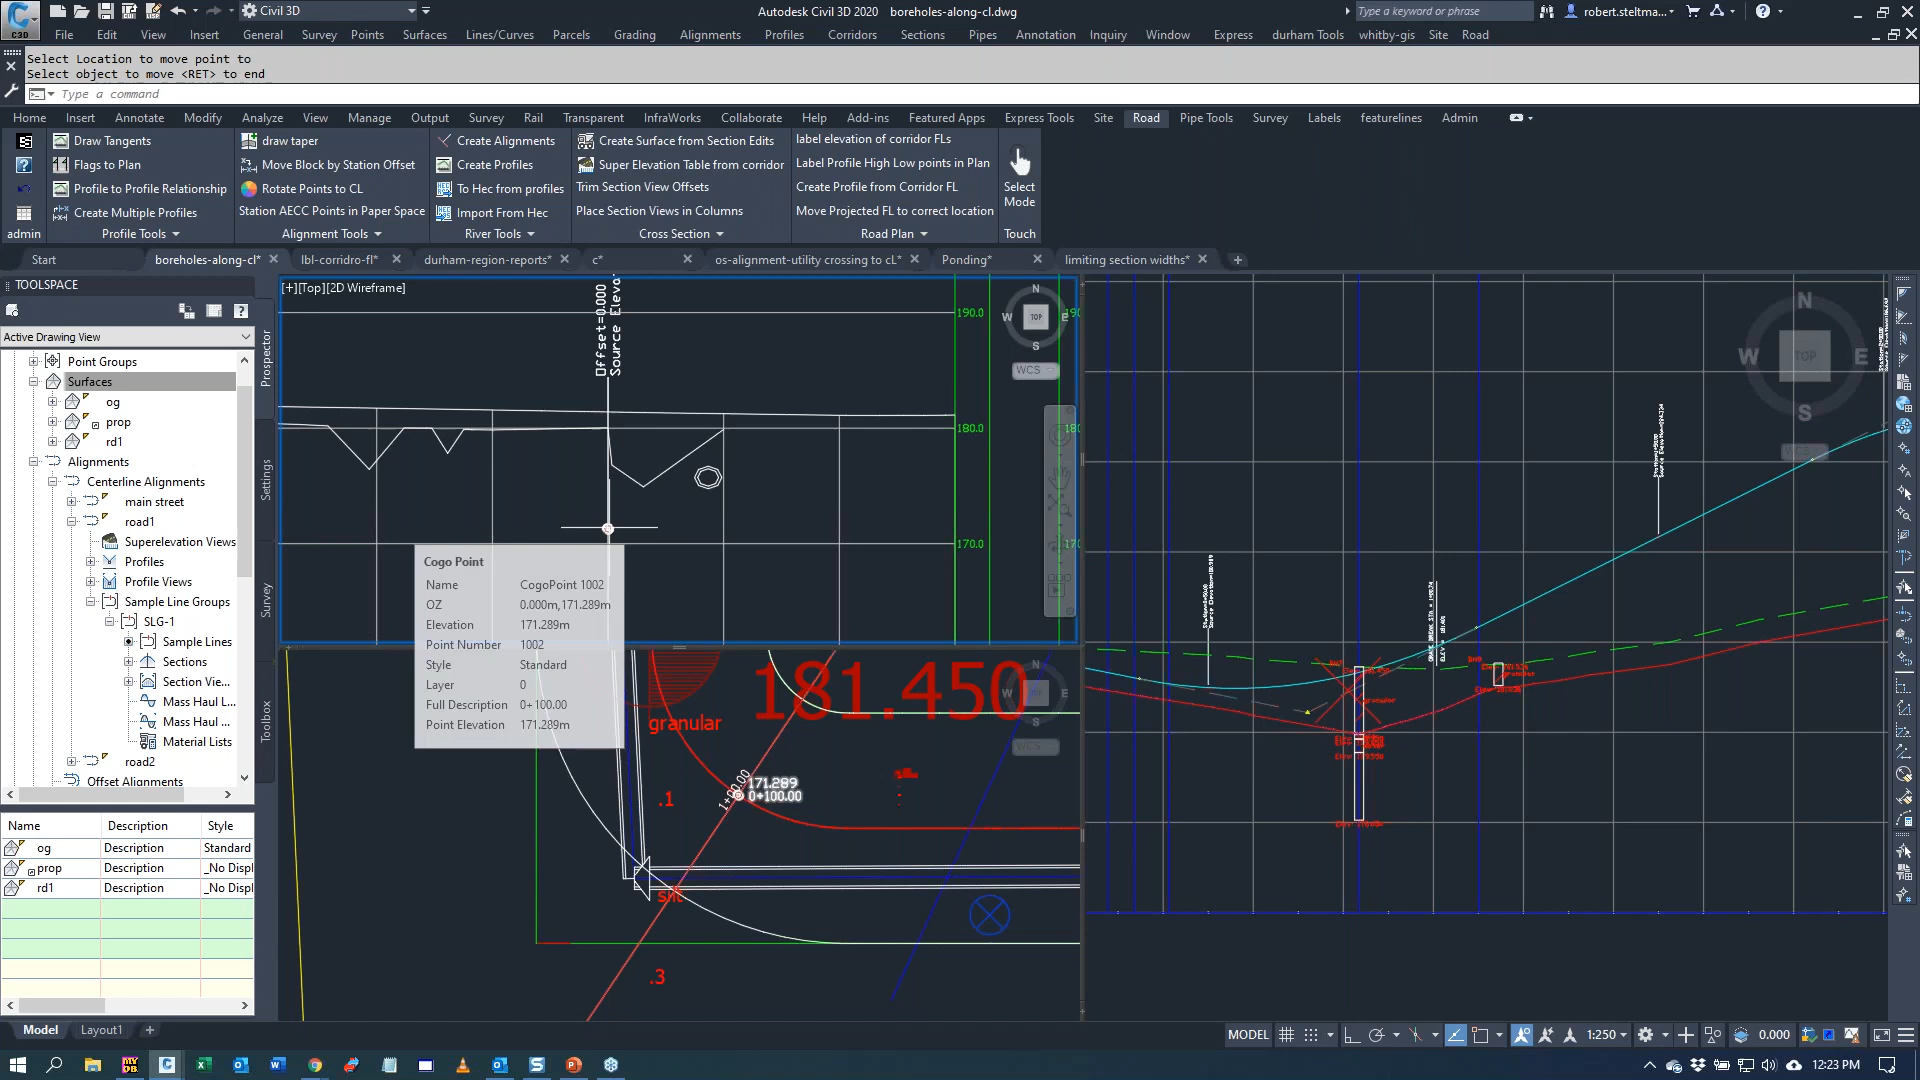 Civil 3D
Autodesk Civil 3D 2020 boreholes-along-cl.dwg
Type a keyword or phrase
robert.steltma...
C3D
File Edit View Insert General Survey Points Surfaces Lines/Curves Parcels Grading Alignments Profiles Corridors Sections Pipes Annotation Inquiry Window Express durham Tools whitby-gis Site Road
Select Location to move point to
Select object to move <RET> to end
Type a command
Home Insert Annotate Modify Analyze View Manage Output Survey Rail Transparent InfraWorks Collaborate Help Add-ins Featured Apps Express Tools Site Road Pipe Tools Survey Labels featurelines Admin
Draw Tangents
Flags to Plan
Profile to Profile Relationship
Create Multiple Profiles
admin
Profile Tools
draw taper
Move Block by Station Offset
Rotate Points to CL
Station AECC Points in Paper Space
Alignment Tools
Create Alignments
Create Profiles
To Hec from profiles
Import From Hec
River Tools
Create Surface from Section Edits
Super Elevation Table from corridor
Trim Section View Offsets
Place Section Views in Columns
Cross Section
label elevation of corridor FLs
Label Profile High Low points in Plan
Create Profile from Corridor FL
Move Projected FL to correct location
Road Plan
Select
Mode
Touch
Start
boreholes-along-cl*
lbl-corridro-fl*
durham-region-reports*
c*
os-alignment-utility crossing to cL*
Ponding*
limiting section widths*
TOOLSPACE
Active Drawing View
Point Groups
Surfaces
og
prop
rd1
Alignments
Centerline Alignments
main street
road1
Superelevation Views
Profiles
Profile Views
Sample Line Groups
SLG-1
Sample Lines
Sections
Section Vie...
Mass Haul L...
Mass Haul ...
Material Lists
road2
Offset Alignments
Prospector
Settings
Survey
Toolbox
Name Description Style
og Description Standard
prop Description _No Displ
rd1 Description _No Displ
[+][Top][2D Wireframe]
Offset=0.000
Source Eleva
190.0
180.0
170.0
N
W TOP E
S
WCS
Cogo Point
Name CogoPoint 1002
OZ 0.000m,171.289m
Elevation 171.289m
Point Number 1002
Style Standard
Layer 0
Full Description 0+100.00
Point Elevation 171.289m
181.450
granular
171.289
0+100.00
1+00.00
.1
silt
.3
N
W E
S
WCS
N
W TOP E
S
Model Layout1
MODEL
1:250
0.000
12:23 PM